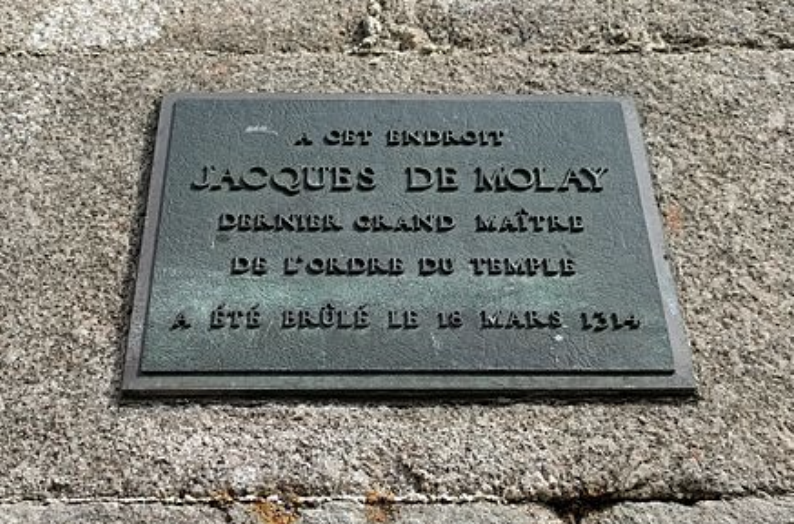 A CET ENDROIT
JACQUES DE MOLAY
DERNIER GRAND MAÎTRE
DE L'ORDRE DU TEMPLE
A ÉTÉ BRÛLÉ LE 18 MARS 1314